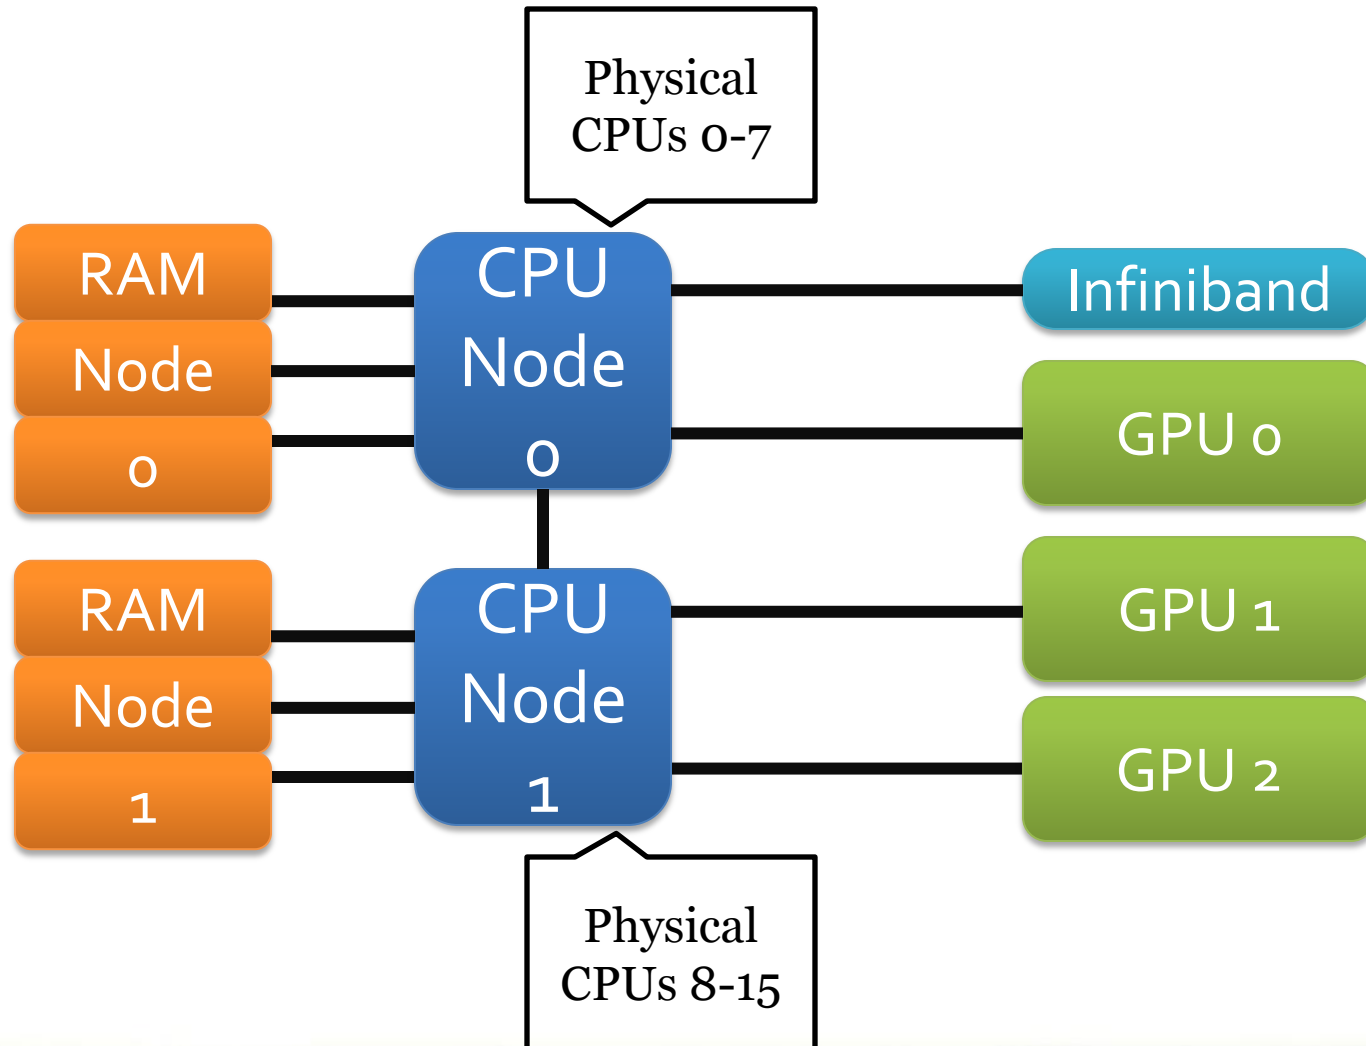 Physical
CPUs 0-7
RAM
Node
0
CPU
Node
0
Infiniband
GPU 0
RAM
Node
1
CPU
Node
1
GPU 1
GPU 2
Physical
CPUs 8-15